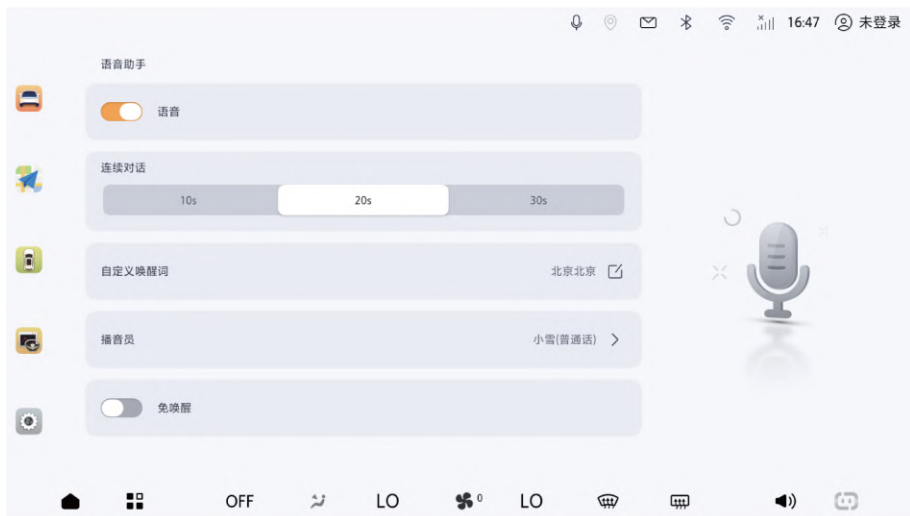 16:47 未登录
语音助手
语音
连续对话
10s 20s 30s
自定义唤醒词 北京北京
播音员 小雪(普通话)
免唤醒
OFF LO 0 LO